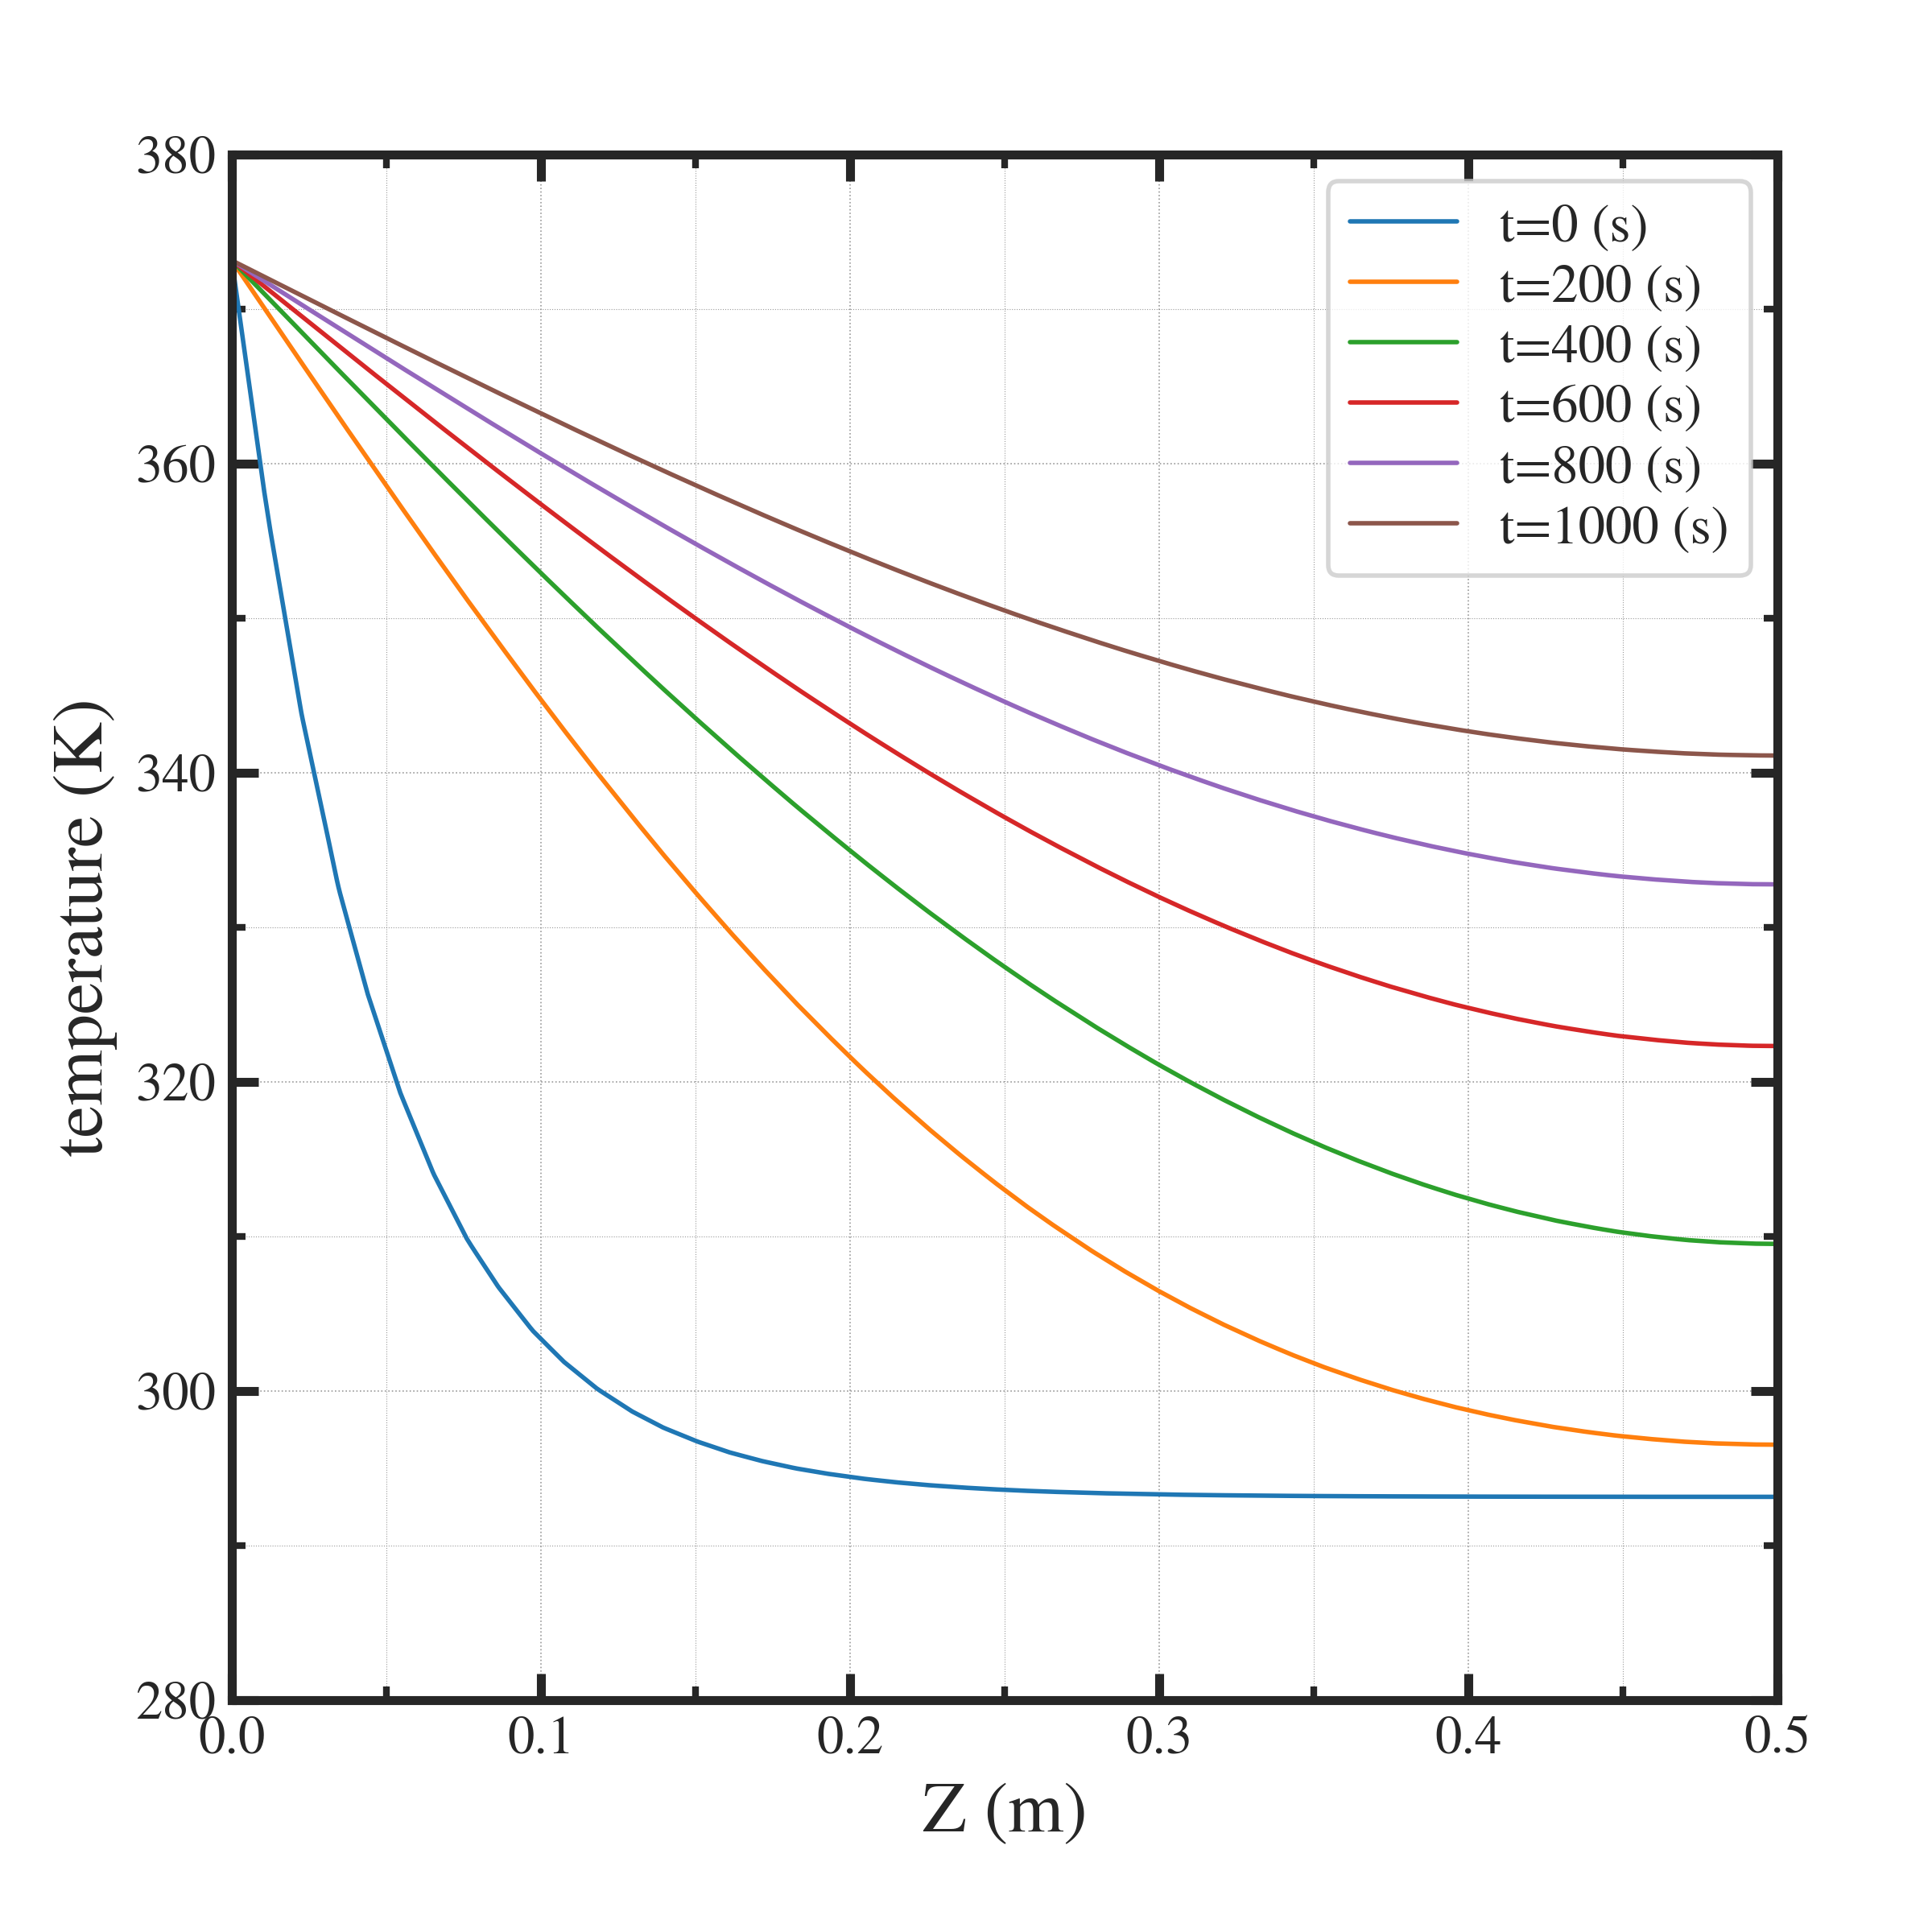 380
360
340
320
300
280
0.0 0.1 0.2 0.3 0.4 0.5
Z (m)
temperature (K)
t=0 (s)
t=200 (s)
t=400 (s)
t=600 (s)
t=800 (s)
t=1000 (s)